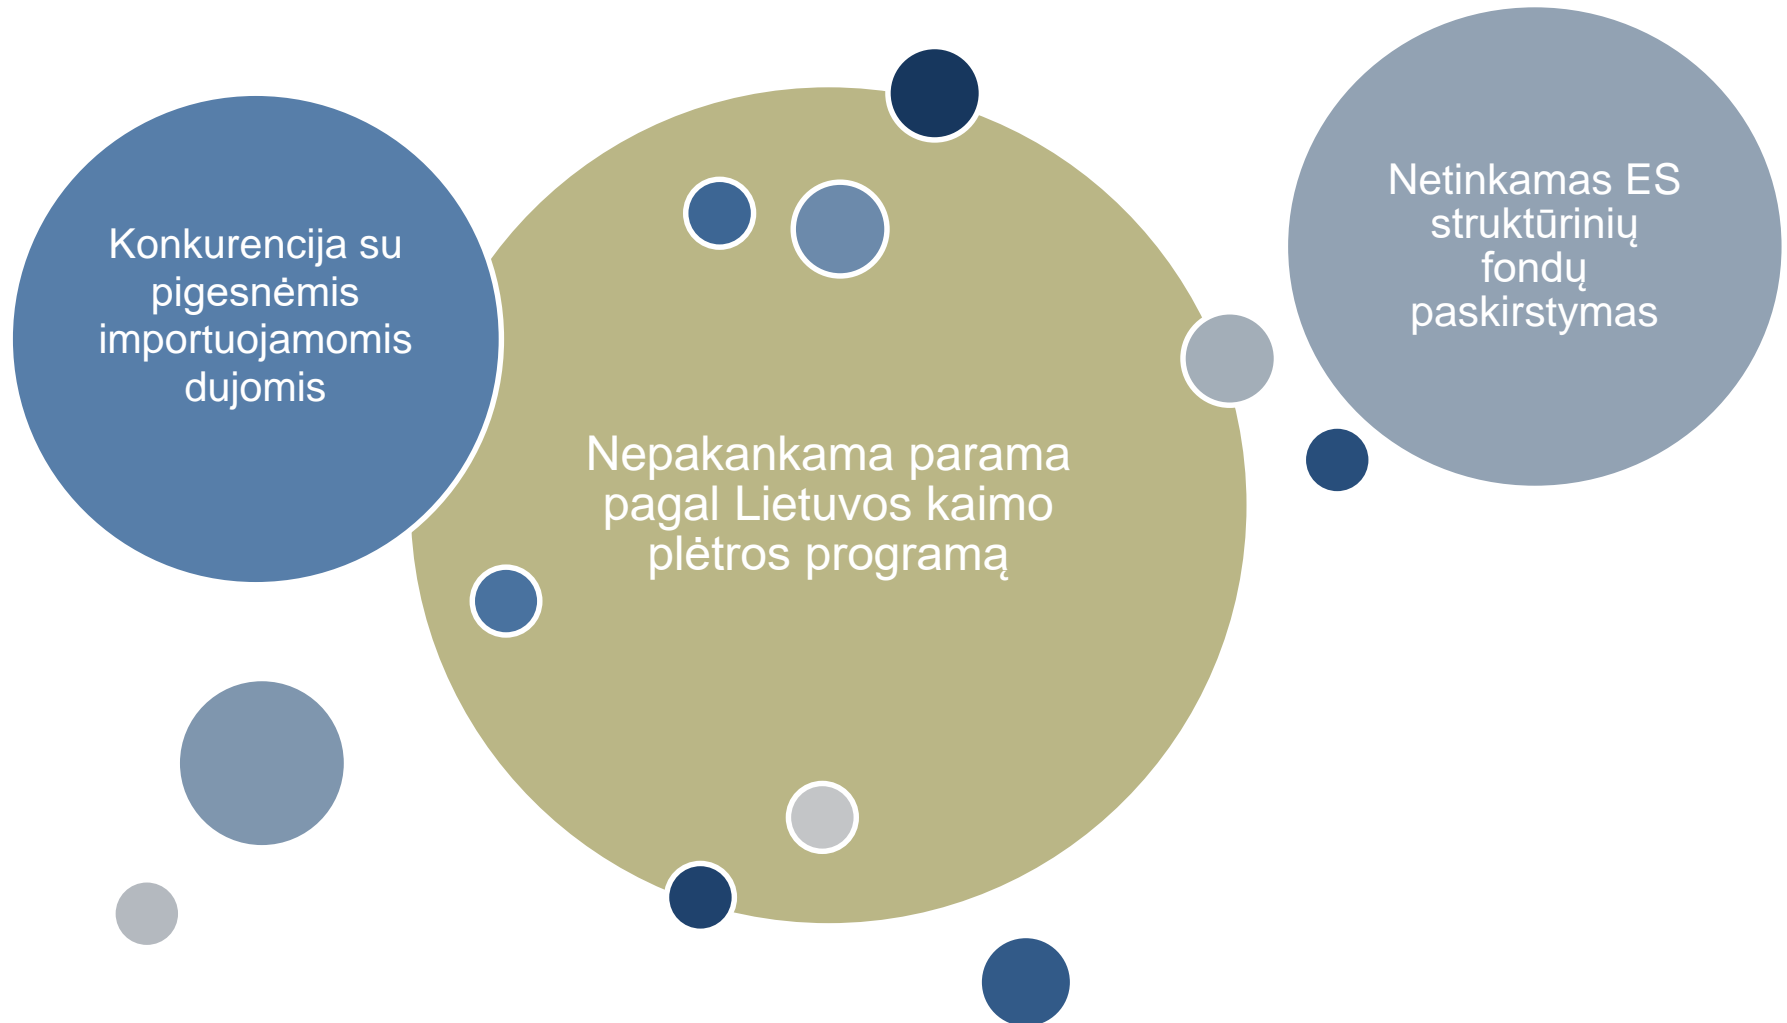 Konkurencija su
pigesnėmis
importuojamomis
dujomis
Nepakankama parama
pagal Lietuvos kaimo
plėtros programą
Netinkamas ES
struktūrinių
fondų
paskirstymas